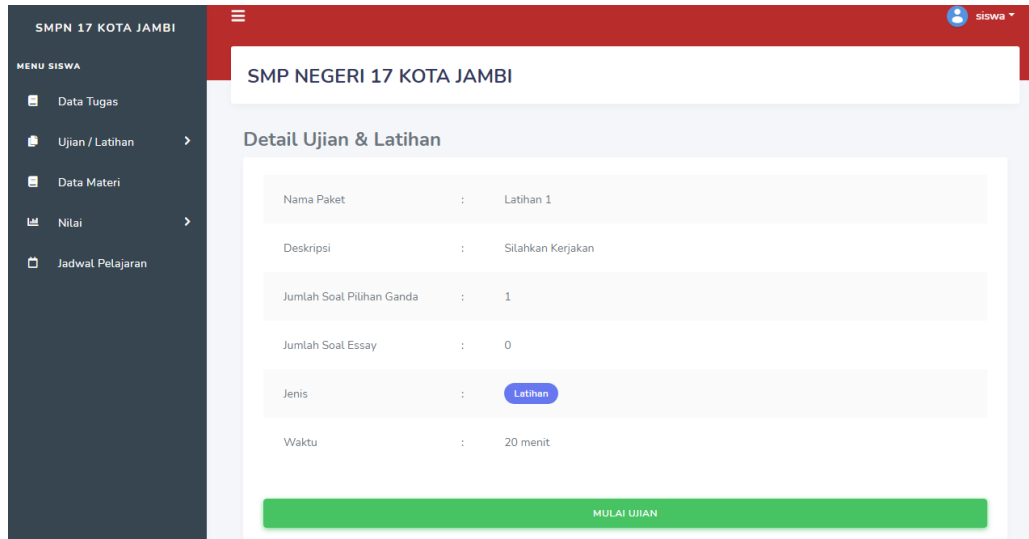 SMPN 17 KOTA JAMBI
siswa
MENU SISWA
Data Tugas
Ujian / Latihan
Data Materi
Nilai
Jadwal Pelajaran
SMP NEGERI 17 KOTA JAMBI
Detail Ujian & Latihan
Nama Paket : Latihan 1
Deskripsi : Silahkan Kerjakan
Jumlah Soal Pilihan Ganda : 1
Jumlah Soal Essay : 0
Jenis : Latihan
Waktu : 20 menit
MULAI UJIAN